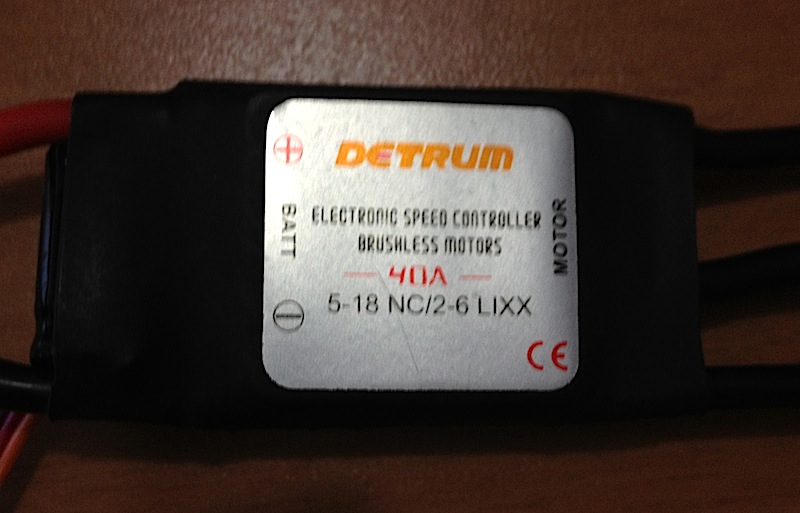 DETRUM
BATT
ELECTRONIC SPEED CONTROLLER
BRUSHLESS MOTORS
MOTOR
40A
5-18 NC/2-6 LIXX
CE